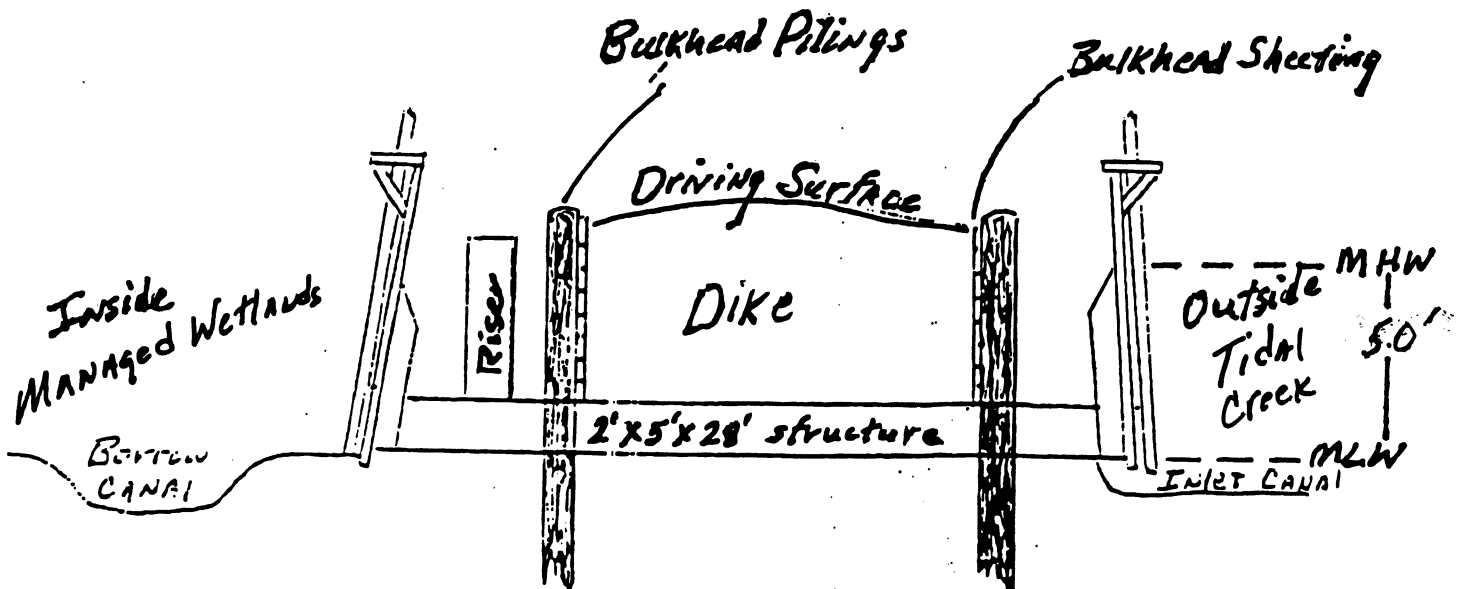 Bulkhead Pilings
Bulkhead Sheeting
Driving Surface
Inside
Managed Wetlands
Riser
Dike
Outside
Tidal
Creek
MHW
5.0'
MLW
2'x5'x28' structure
Borrow
CANAl
INlET CANAl